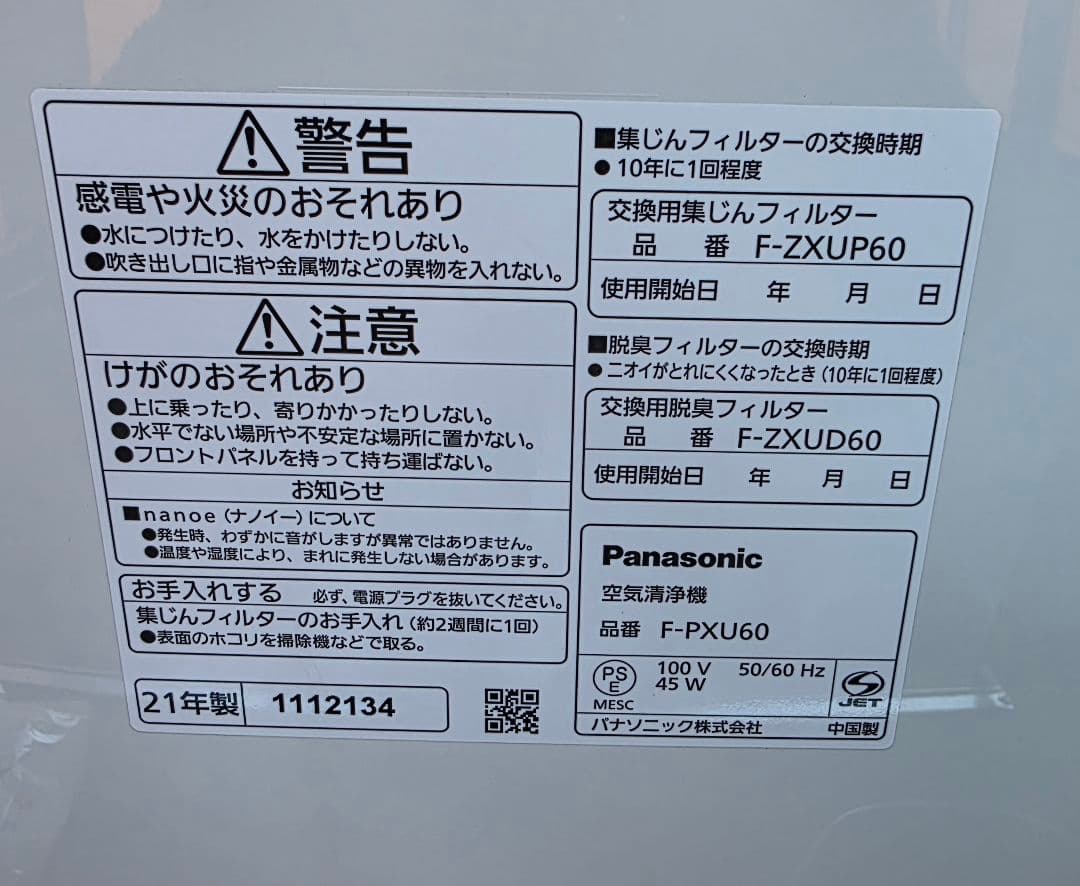 警告
感電や火災のおそれあり
●水につけたり、水をかけたりしない。
●吹き出し口に指や金属物などの異物を入れない。
注意
けがのおそれあり
●上に乗ったり、寄りかかったりしない。
●水平でない場所や不安定な場所に置かない。
●フロントパネルを持って持ち運ばない。
お知らせ
■nanoe(ナノイー)について
●発生時、わずかに音がしますが異常ではありません。
●温度や湿度により、まれに発生しない場合があります。
お手入れする 必ず、電源プラグを抜いてください。
集じんフィルターのお手入れ(約2週間に1回)
●表面のホコリを掃除機などで取る。
21年製 1112134
■集じんフィルターの交換時期
●10年に1回程度
交換用集じんフィルター
品番 F-ZXUP60
使用開始日 年 月 日
■脱臭フィルターの交換時期
●ニオイがとれにくくなったとき(10年に1回程度)
交換用脱臭フィルター
品番 F-ZXUD60
使用開始日 年 月 日
Panasonic
空気清浄機
品番 F-PXU60
PS
E
MESC
100 V 50/60 Hz
45 W
JET
パナソニック株式会社 中国製